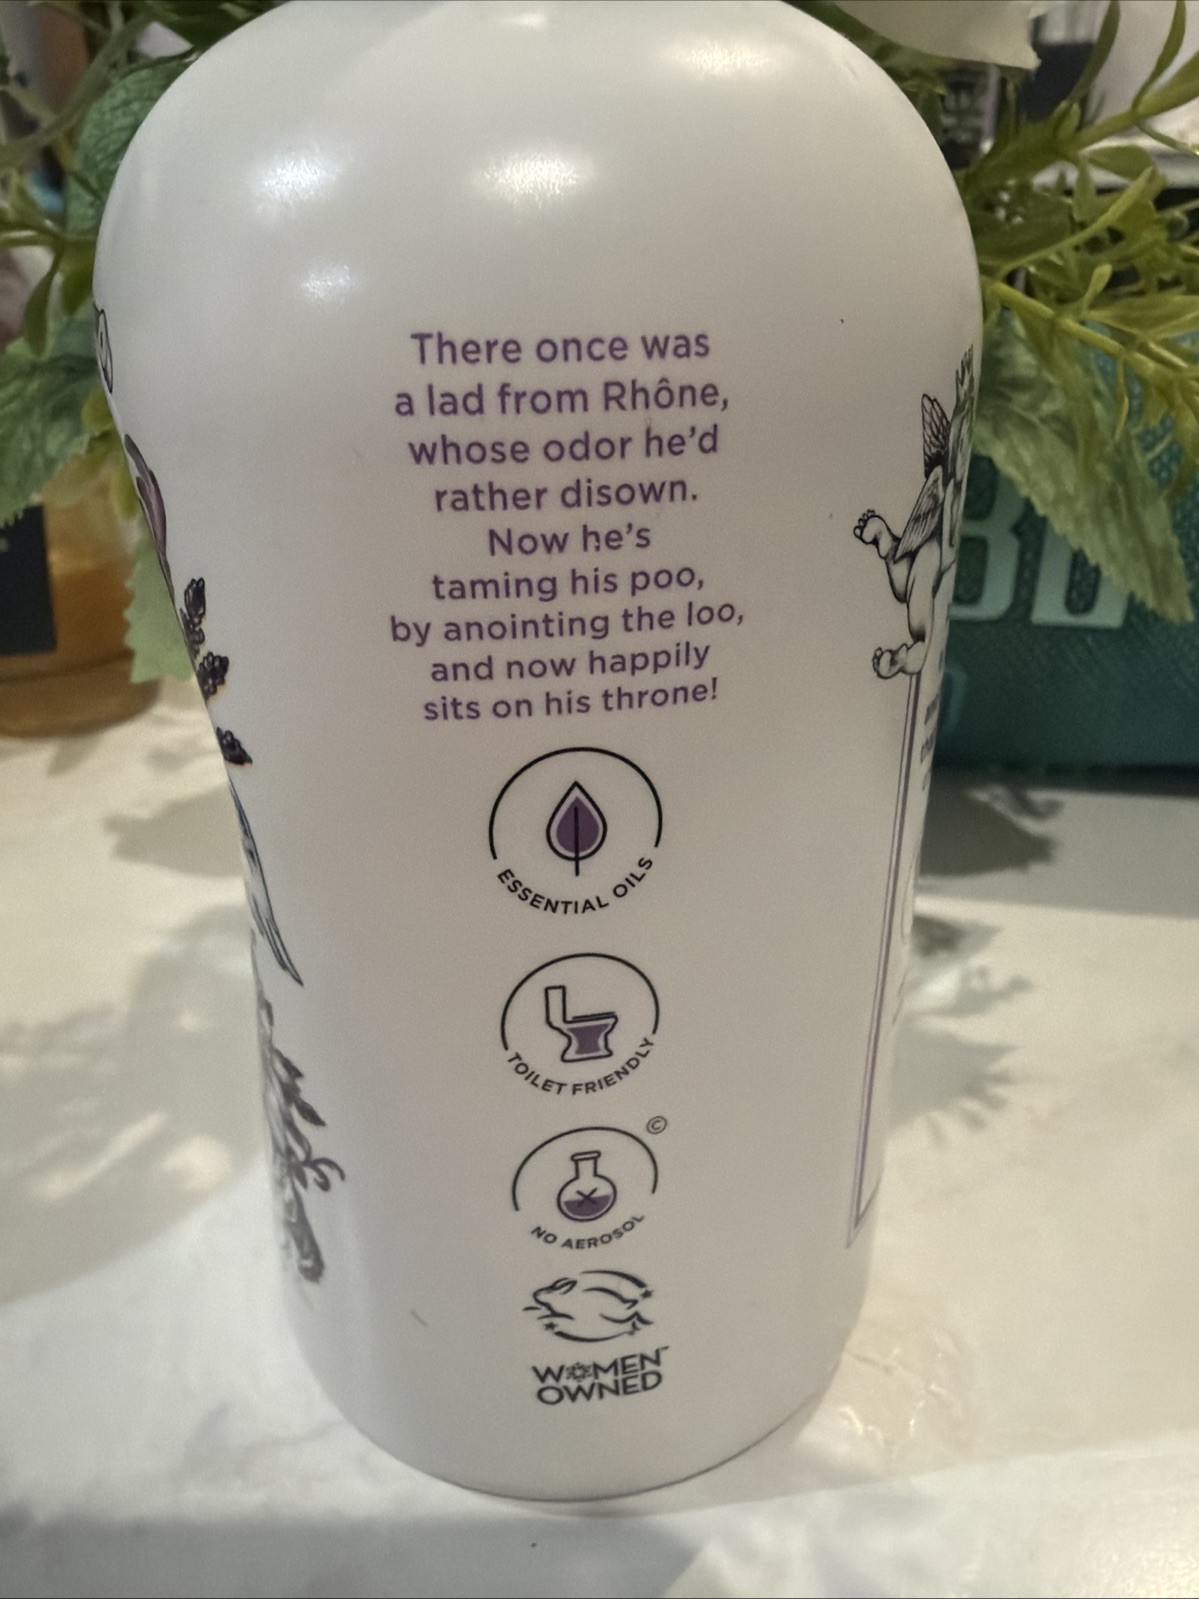 There once was
a lad from Rhône,
whose odor he’d
rather disown.
Now he’s
taming his poo,
by anointing the loo,
and now happily
sits on his throne!
ESSENTIAL OILS
TOILET FRIENDLY
©
NO AEROSOL
WOMEN™
OWNED